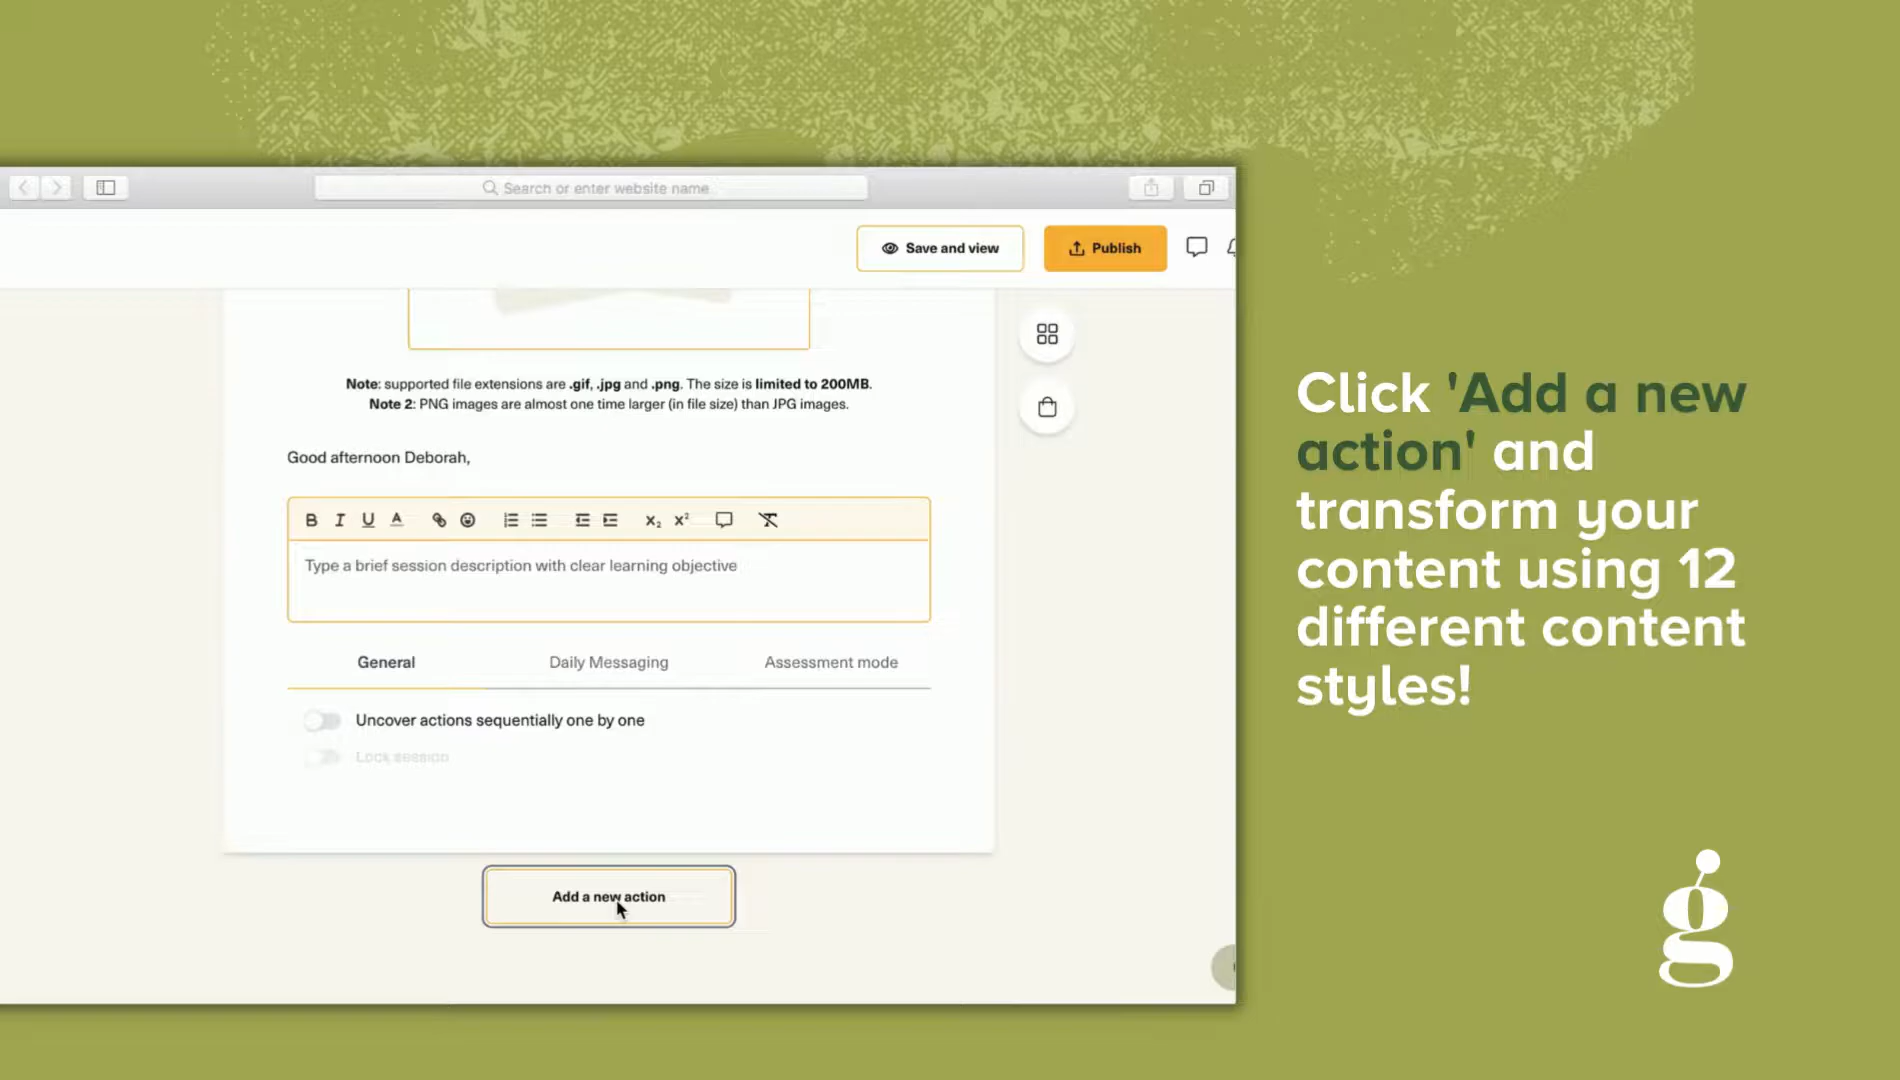 Search or enter website name
Save and view
Publish
Note: supported file extensions are .gif, .jpg and .png. The size is limited to 200MB.
Note 2: PNG images are almost one time larger (in file size) than JPG images.
Good afternoon Deborah,
B I U A X₂ X²
Type a brief session description with clear learning objective
General Daily Messaging Assessment mode
Uncover actions sequentially one by one
Lock session
Add a new action
Click 'Add a new
action' and
transform your
content using 12
different content
styles!
g